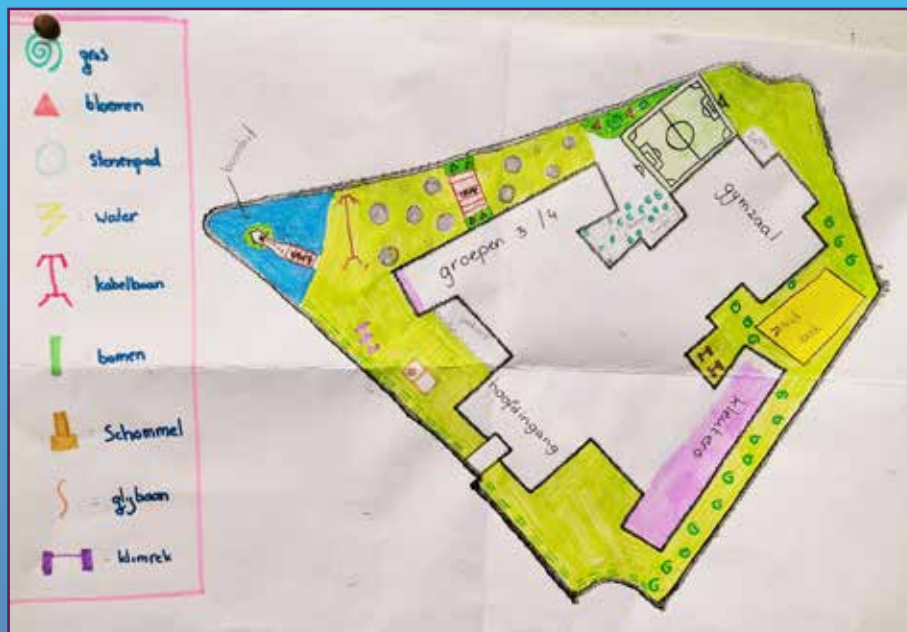 gras
bloemen
stenenpad
water
kabelbaan
bomen
Schommel
glijbaan
klimrek
groepen 3/4
gymzaal
hoofdingang
kleuters